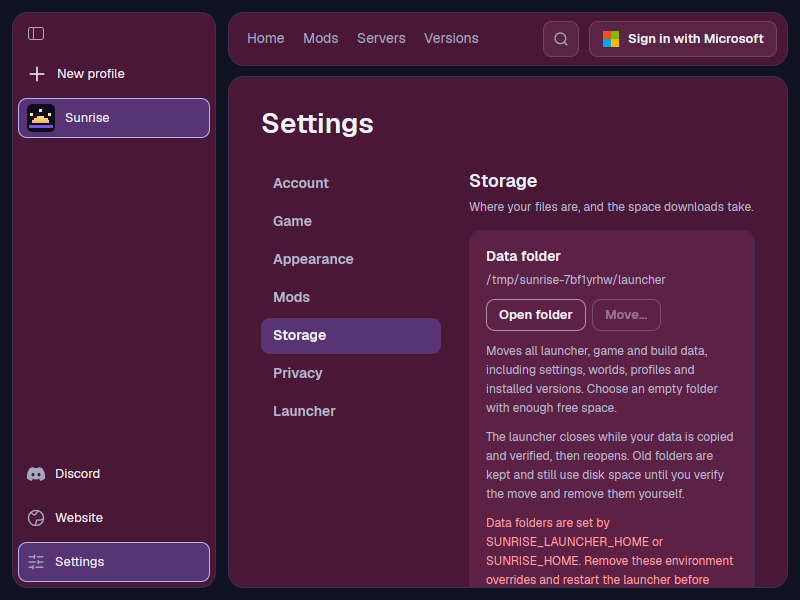 New profile
Sunrise
Discord
Website
Settings
Home
Mods
Servers
Versions
Sign in with Microsoft
Settings
Account
Game
Appearance
Mods
Storage
Privacy
Launcher
Storage
Where your files are, and the space downloads take.
Data folder
/tmp/sunrise-7bf1yrhw/launcher
Open folder
Move...
Moves all launcher, game and build data,
including settings, worlds, profiles and
installed versions. Choose an empty folder
with enough free space.
The launcher closes while your data is copied
and verified, then reopens. Old folders are
kept and still use disk space until you verify
the move and remove them yourself.
Data folders are set by
SUNRISE_LAUNCHER_HOME or
SUNRISE_HOME. Remove these environment
overrides and restart the launcher before